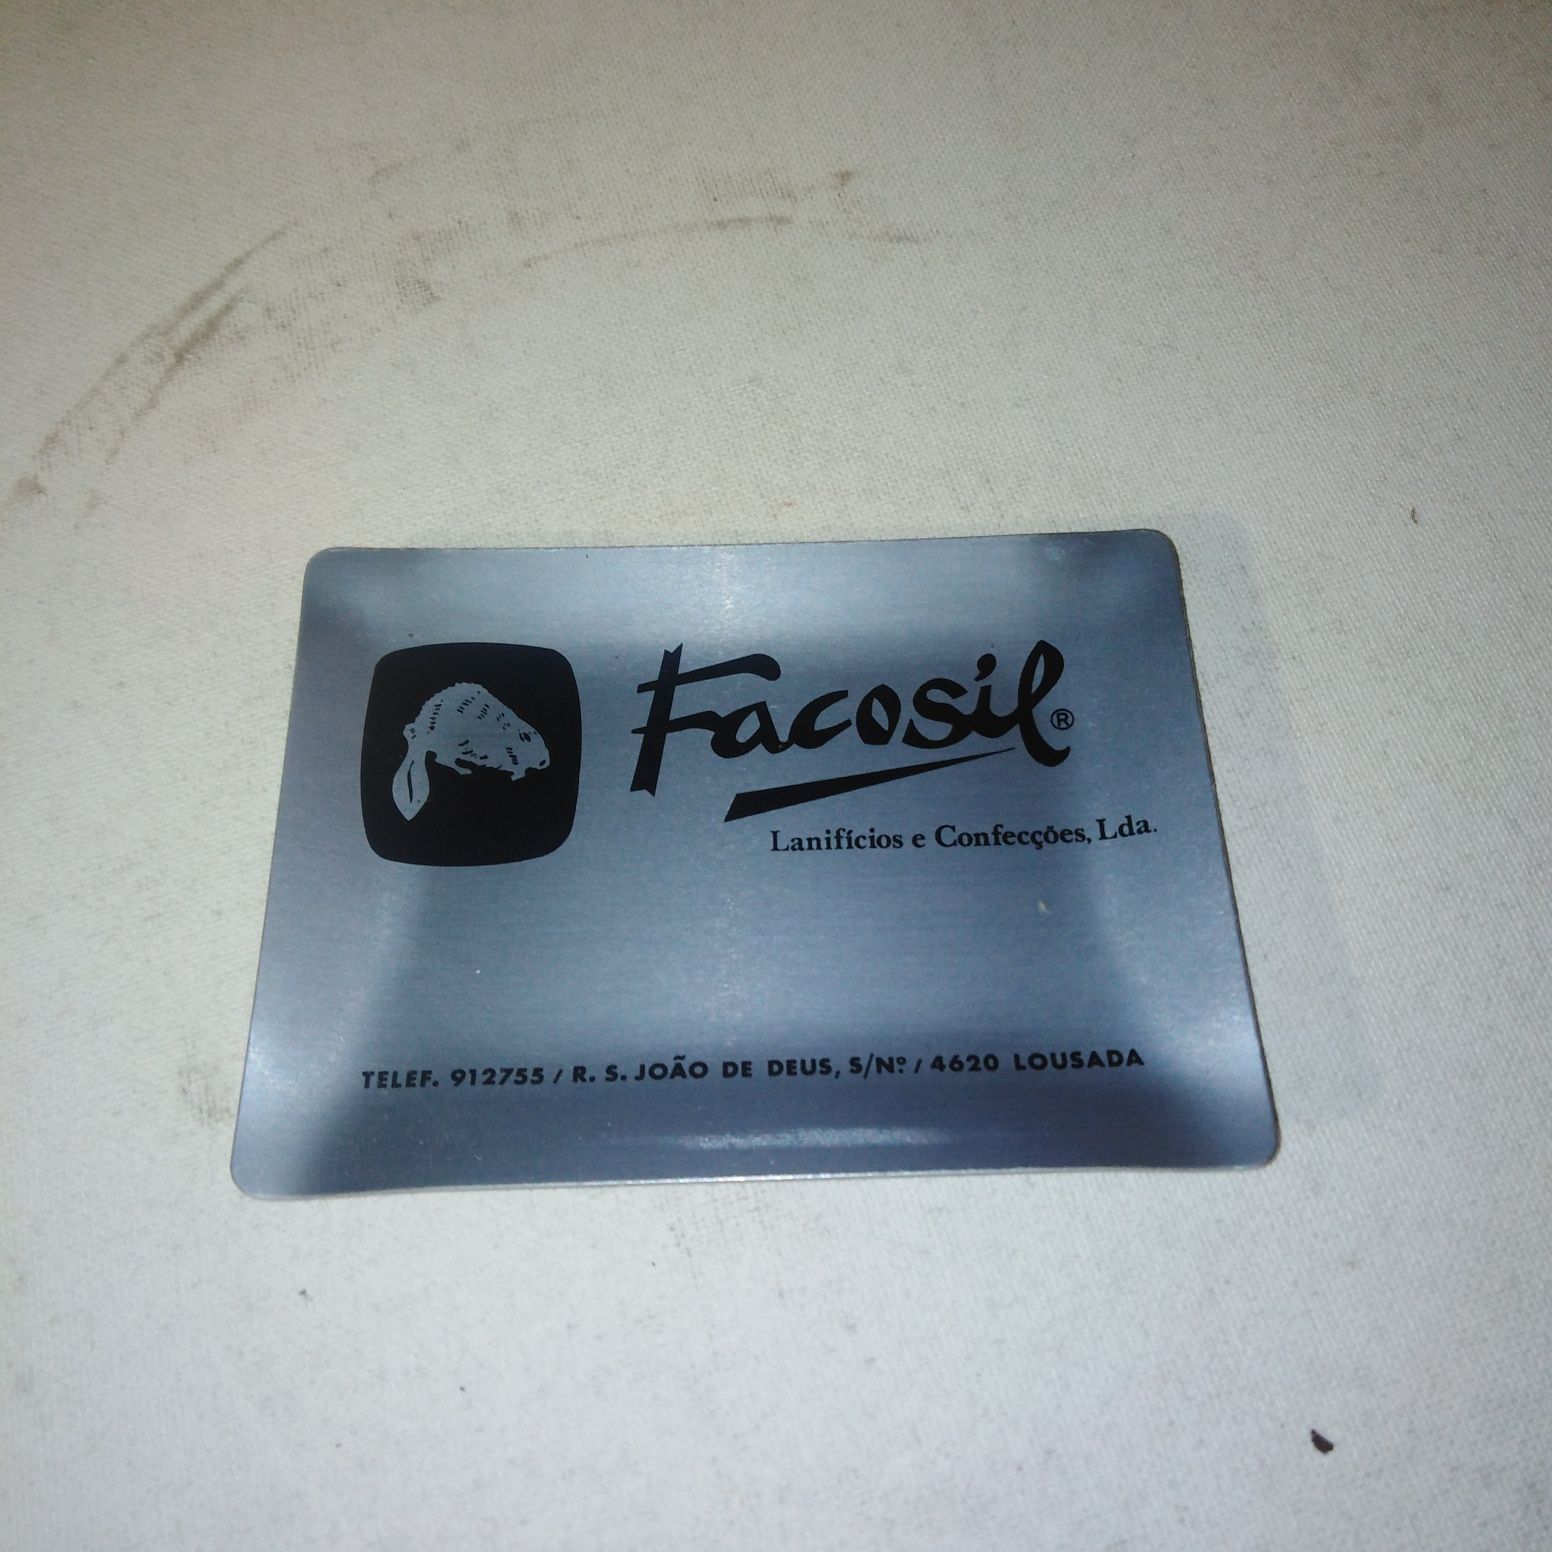 Facosil®
Lanifícios e Confecções, Lda.
TELEF. 912755 / R. S. JOÃO DE DEUS, S/Nº / 4620 LOUSADA